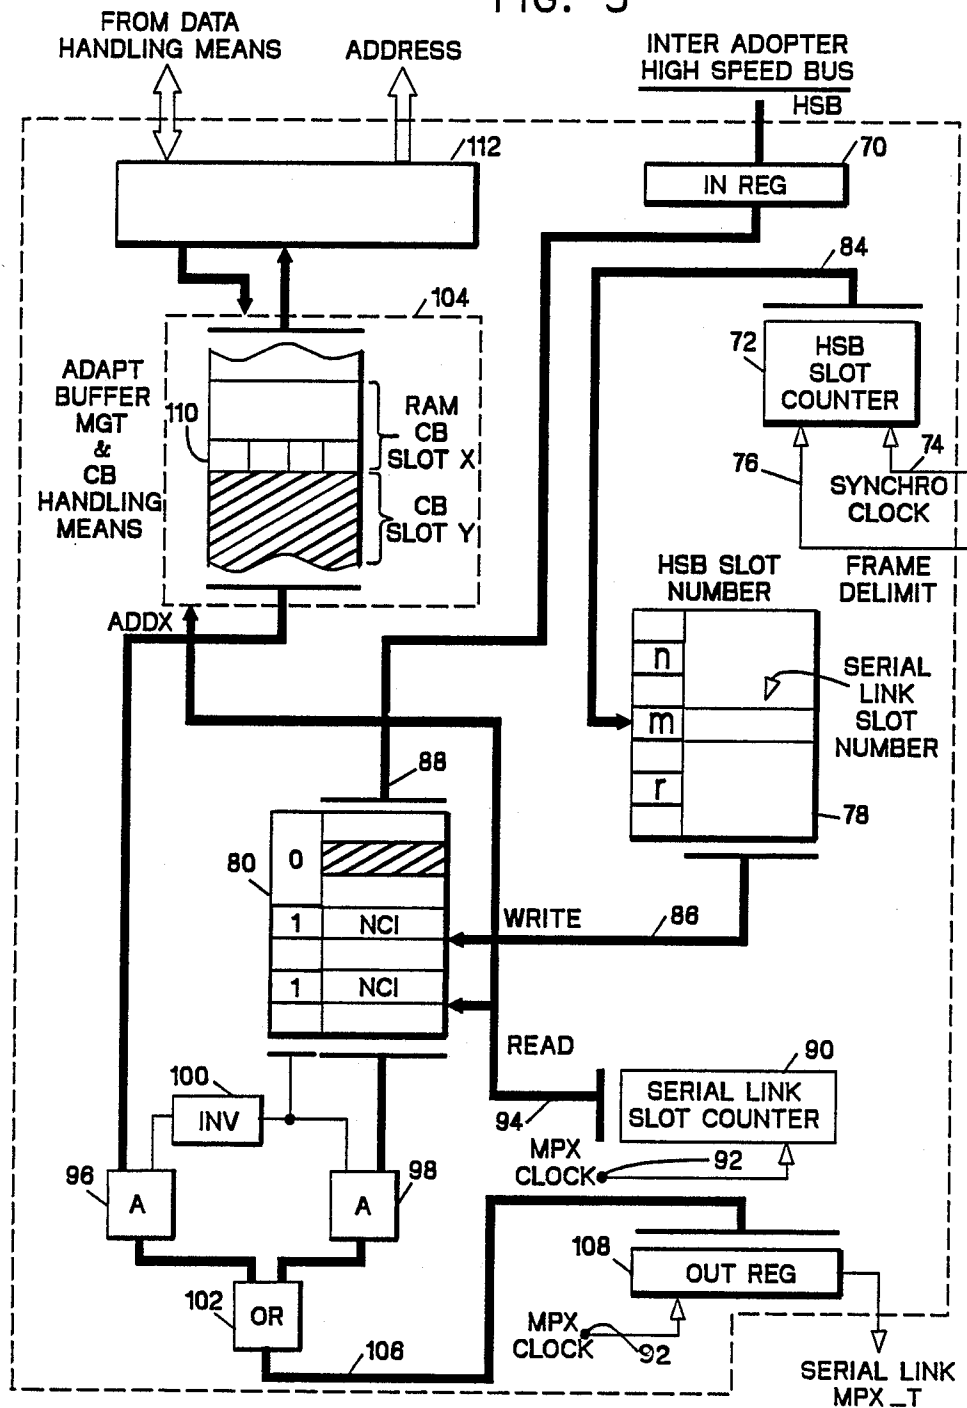 FIG. 5
FROM DATA
HANDLING MEANS
ADDRESS
INTER ADOPTER
HIGH SPEED BUS
HSB
112
70
IN REG
84
104
72
HSB
SLOT
COUNTER
ADAPT
BUFFER
MGT
&
CB
HANDLING
MEANS
110
RAM
CB
SLOT X
CB
SLOT Y
76
74
SYNCHRO
CLOCK
FRAME
DELIMIT
HSB SLOT
NUMBER
ADDX
n
m
r
SERIAL
LINK
SLOT
NUMBER
88
78
80
0
1 NCI
1 NCI
WRITE
86
READ
90
100
INV
SERIAL LINK
SLOT COUNTER
94
MPX
CLOCK
92
96
A
98
A
108
OUT REG
102
OR
MPX
CLOCK
92
106
SERIAL LINK
MPX_T